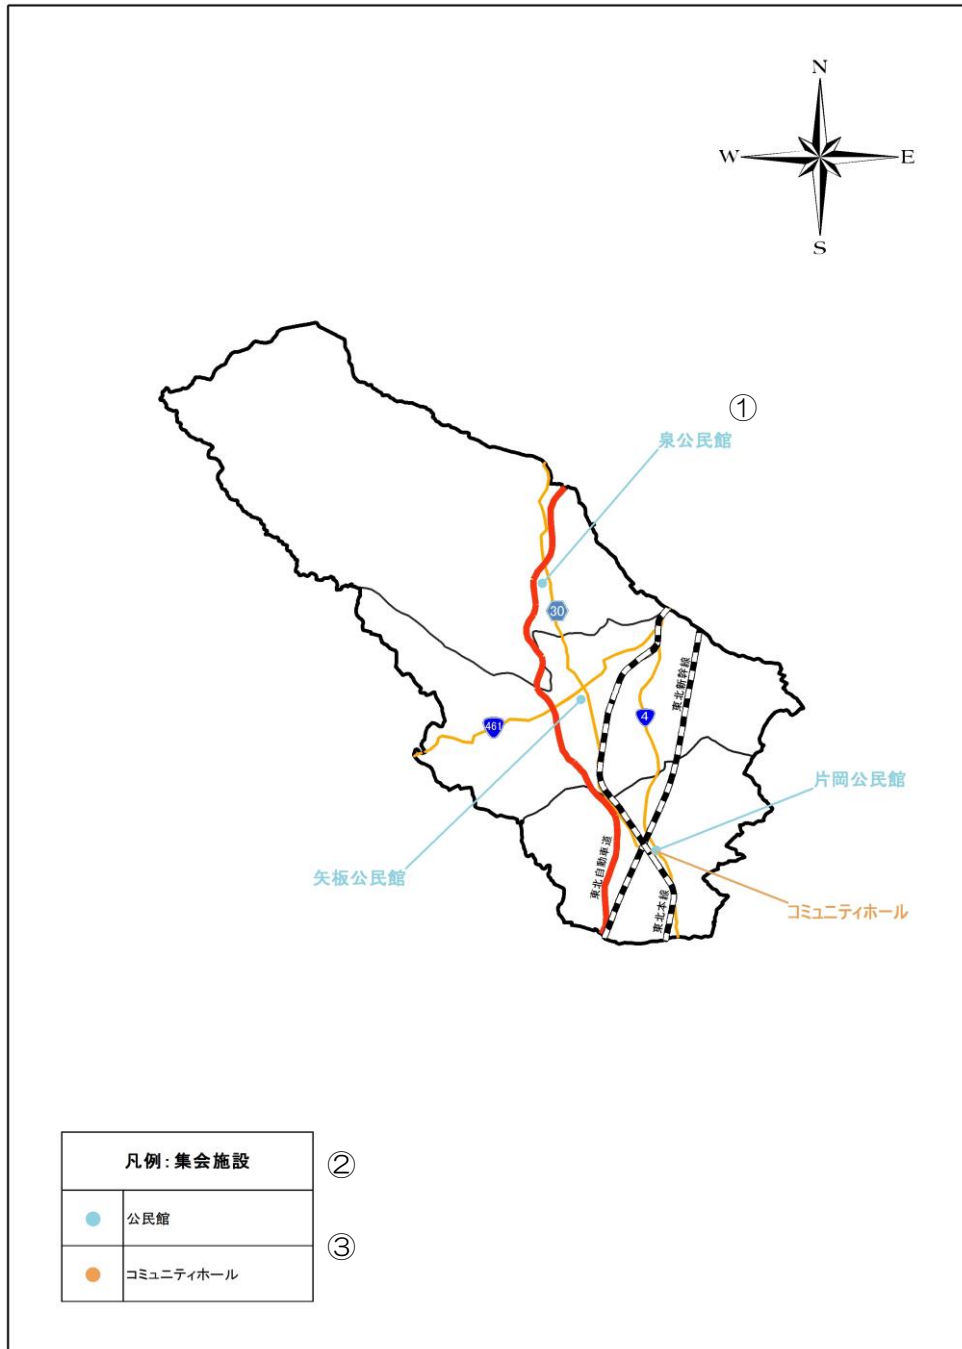 N
W E
S
①
泉公民館
30
東北新幹線
461
4
片岡公民館
矢板公民館
東北自動車道
コミュニティホール
東北本線
凡例:集会施設
②
公民館
③
コミュニティホール